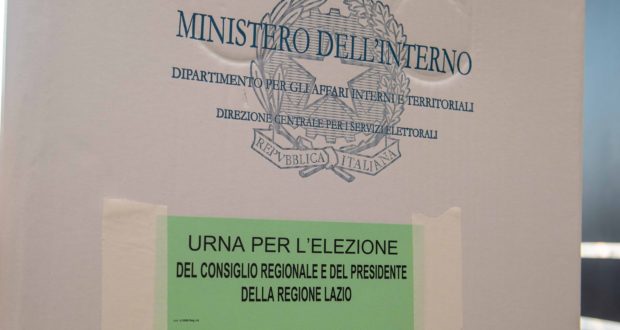 MINISTERO DELL'INTERNO
DIPARTIMENTO PER GLI AFFARI INTERNI E TERRITORIALI
DIREZIONE CENTRALE PER I SERVIZI ELETTORALI
REPVBBLICA ITALIANA
URNA PER L'ELEZIONE
DEL CONSIGLIO REGIONALE E DEL PRESIDENTE
DELLA REGIONE LAZIO